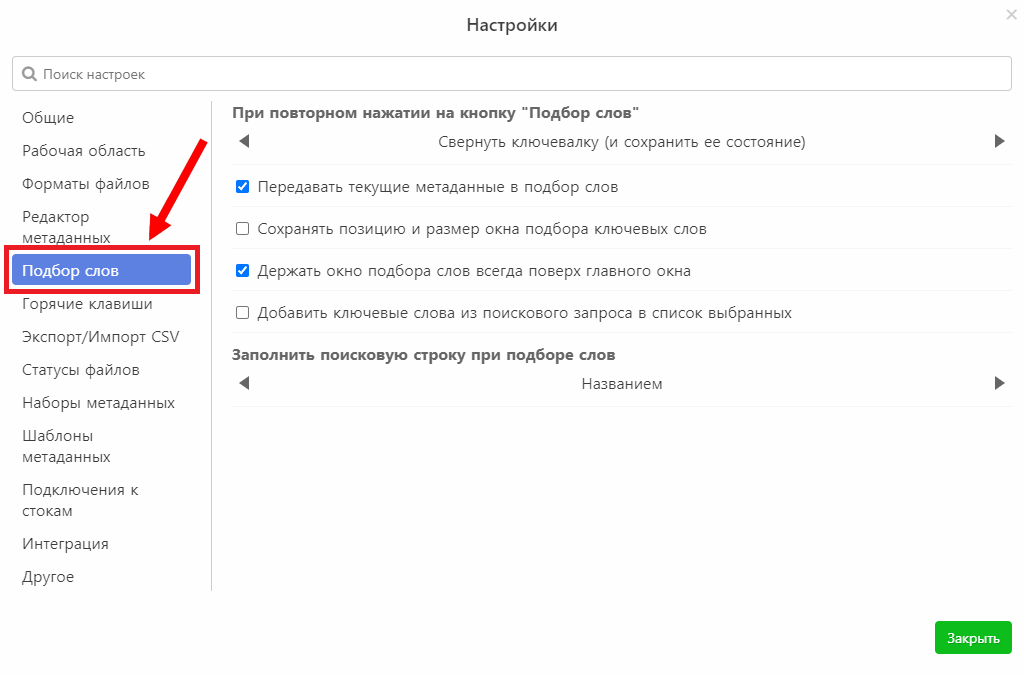 Настройки
Поиск настроек
Общие
Рабочая область
Форматы файлов
Редактор
метаданных
Подбор слов
Горячие клавиши
Экспорт/Импорт CSV
Статусы файлов
Наборы метаданных
Шаблоны
метаданных
Подключения к
стокам
Интеграция
Другое
При повторном нажатии на кнопку "Подбор слов"
Свернуть ключевалку (и сохранить ее состояние)
Передавать текущие метаданные в подбор слов
Сохранять позицию и размер окна подбора ключевых слов
Держать окно подбора слов всегда поверх главного окна
Добавить ключевые слова из поискового запроса в список выбранных
Заполнить поисковую строку при подборе слов
Названием
Закрыть